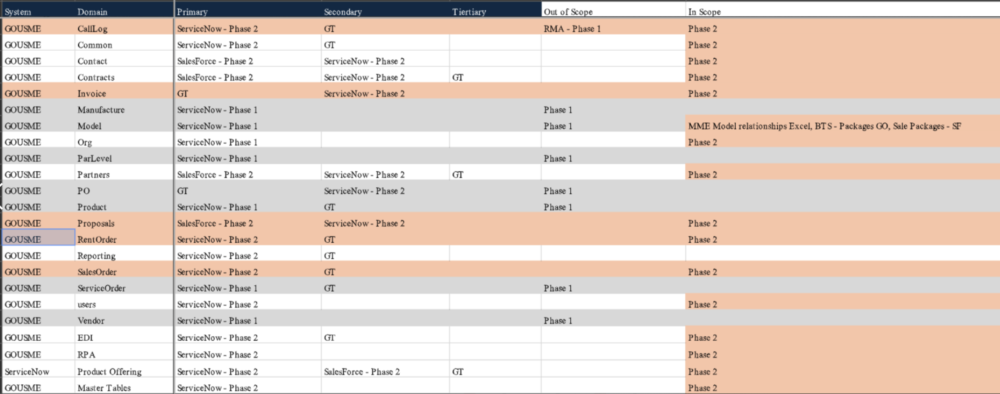 System Domain Primary Secondary Tiertiary Out of Scope In Scope
GOUSME CallLog ServiceNow - Phase 2 GT RMA - Phase 1 Phase 2
GOUSME Common ServiceNow - Phase 2 GT Phase 2
GOUSME Contact SalesForce - Phase 2 ServiceNow - Phase 2 Phase 2
GOUSME Contracts SalesForce - Phase 2 ServiceNow - Phase 2 GT Phase 2
GOUSME Invoice GT ServiceNow - Phase 2 Phase 2
GOUSME Manufacture ServiceNow - Phase 1 Phase 1
GOUSME Model ServiceNow - Phase 1 Phase 1 MME Model relationships Excel, BTS - Packages GO, Sale Packages - SF
GOUSME Org ServiceNow - Phase 1 Phase 2
GOUSME ParLevel ServiceNow - Phase 1 Phase 1
GOUSME Partners SalesForce - Phase 2 ServiceNow - Phase 2 GT Phase 2
GOUSME PO GT ServiceNow - Phase 2 Phase 1
GOUSME Product ServiceNow - Phase 1 GT Phase 1
GOUSME Proposals SalesForce - Phase 2 ServiceNow - Phase 2 Phase 2
GOUSME RentOrder ServiceNow - Phase 2 GT Phase 2
GOUSME Reporting ServiceNow - Phase 2 GT
GOUSME SalesOrder ServiceNow - Phase 2 GT Phase 2
GOUSME ServiceOrder ServiceNow - Phase 1 GT Phase 1
GOUSME users ServiceNow - Phase 2 Phase 2
GOUSME Vendor ServiceNow - Phase 1 Phase 1
GOUSME EDI ServiceNow - Phase 2 GT Phase 2
GOUSME RPA ServiceNow - Phase 2 Phase 2
ServiceNow Product Offering ServiceNow - Phase 2 SalesForce - Phase 2 GT Phase 2
GOUSME Master Tables ServiceNow - Phase 2 Phase 2